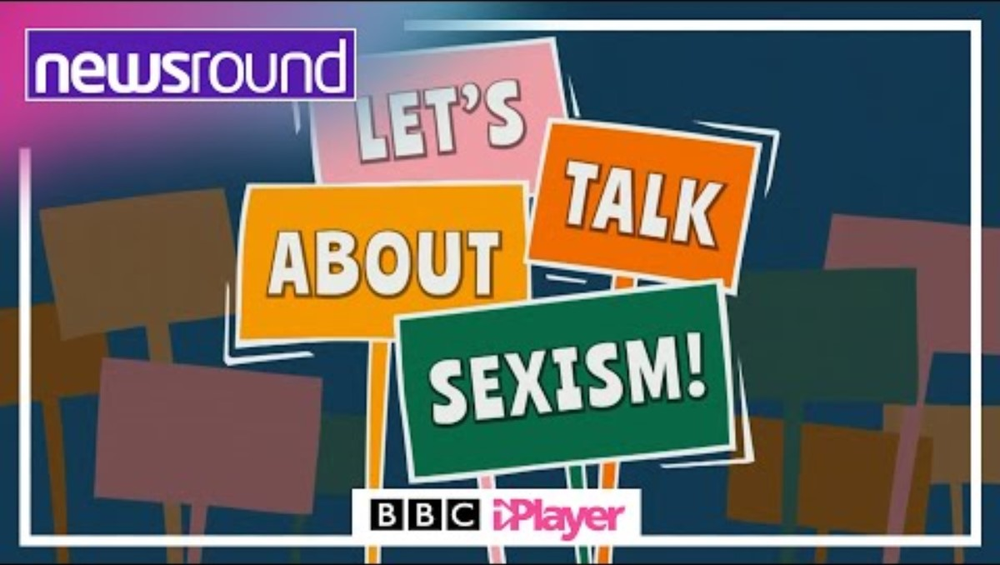 newsround
LET'S
TALK
ABOUT
SEXISM!
BBC iPlayer